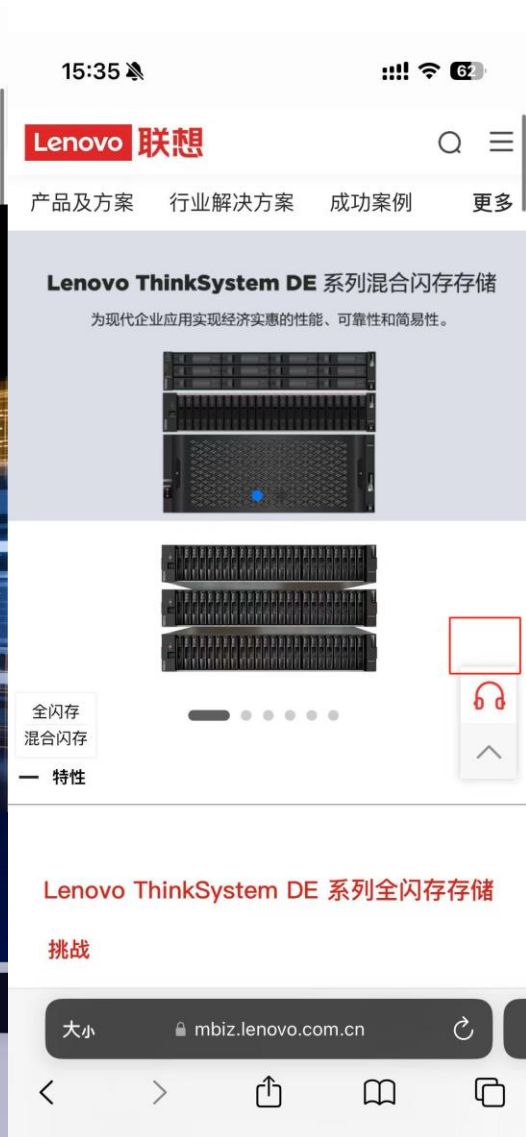 15:35
62
Lenovo 联想
产品及方案 行业解决方案 成功案例 更多
Lenovo ThinkSystem DE 系列混合闪存存储
为现代企业应用实现经济实惠的性能、可靠性和简易性。
全闪存
混合闪存
一 特性
Lenovo ThinkSystem DE 系列全闪存存储
挑战
大小 mbiz.lenovo.com.cn